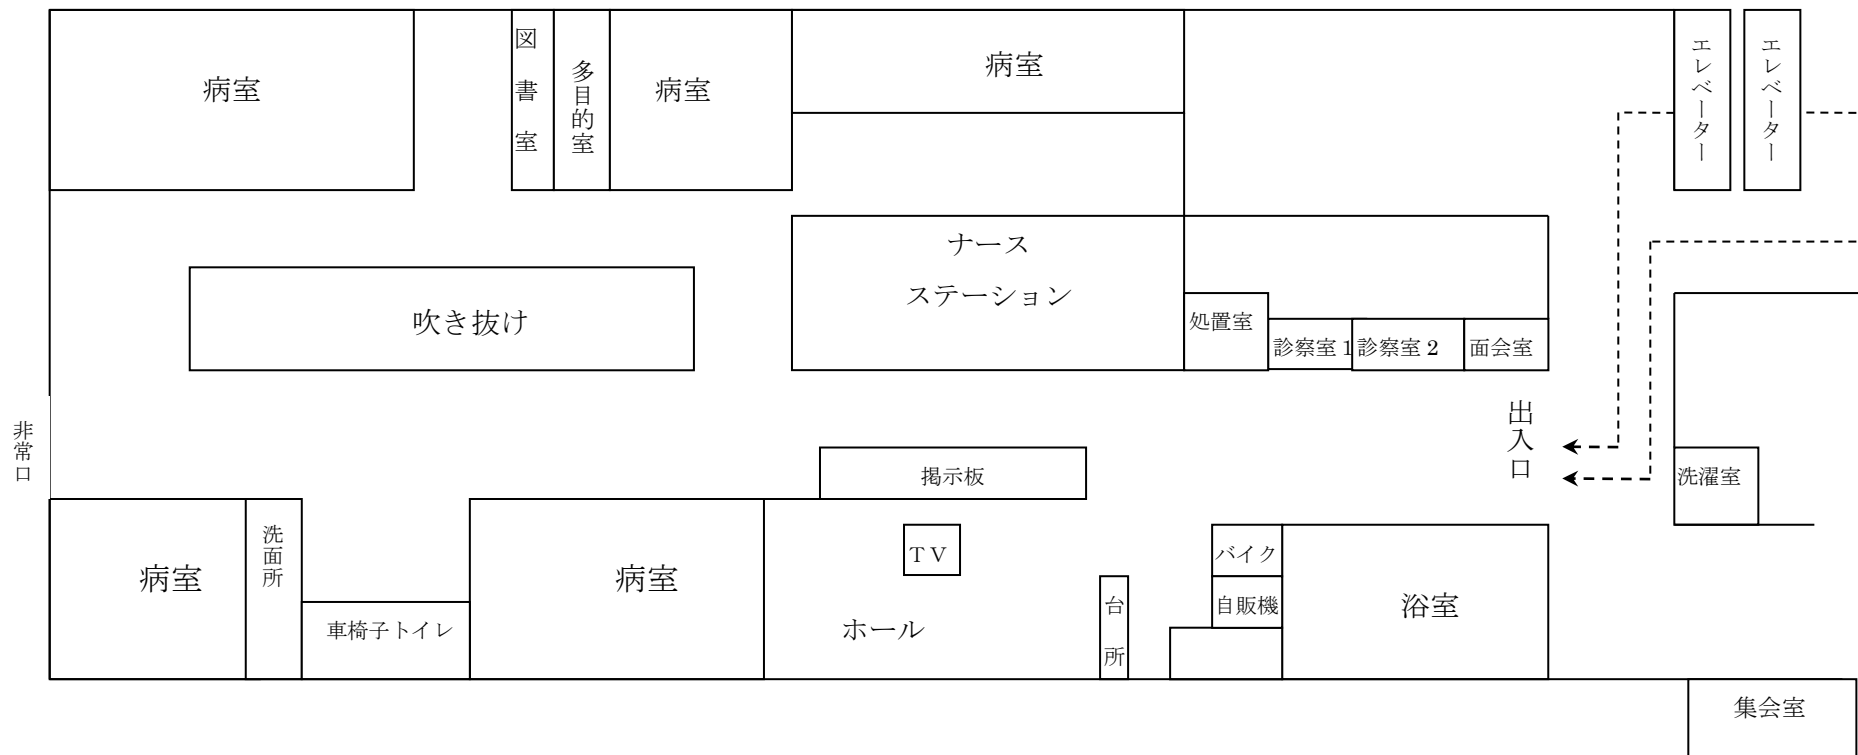 病室
図書室
多目的室
病室
病室
エレベーター
エレベーター
ナース
ステーション
吹き抜け
処置室
診察室 1
診察室 2
面会室
非常口
出入口
掲示板
洗濯室
病室
洗面所
車椅子トイレ
病室
ＴＶ
ホール
台所
バイク
自販機
浴室
集会室